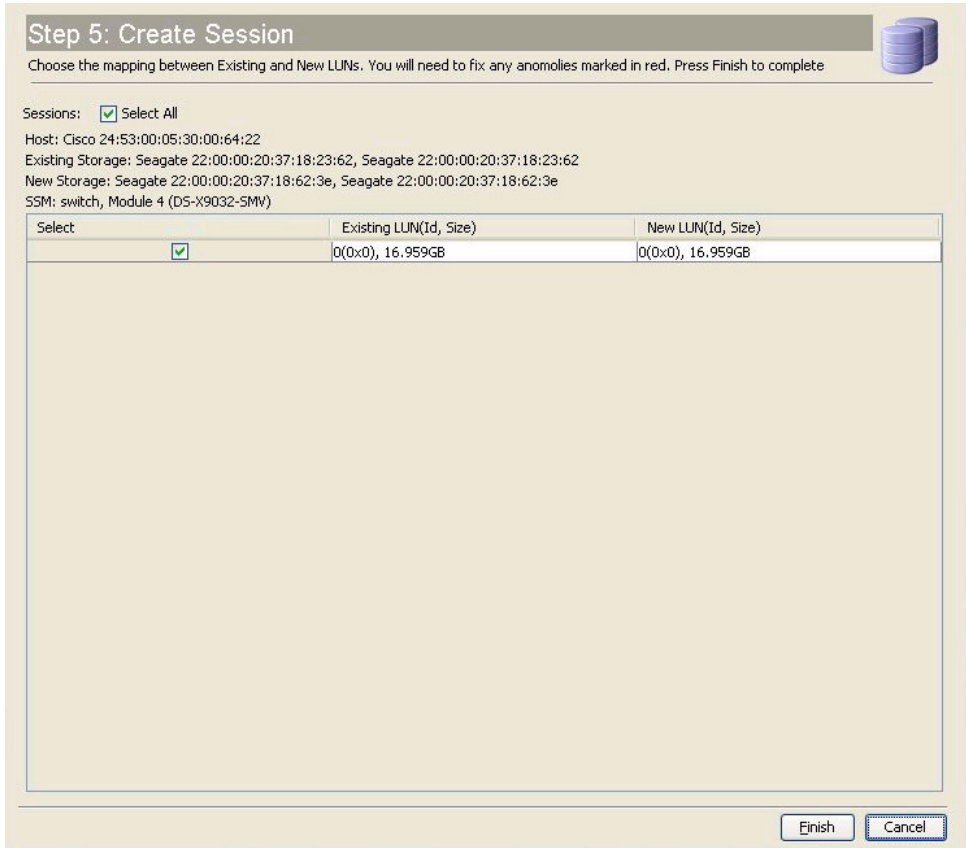 Step 5: Create Session
Choose the mapping between Existing and New LUNs. You will need to fix any anomolies marked in red. Press Finish to complete
Sessions: Select All
Host: Cisco 24:53:00:05:30:00:64:22
Existing Storage: Seagate 22:00:00:20:37:18:23:62, Seagate 22:00:00:20:37:18:23:62
New Storage: Seagate 22:00:00:20:37:18:62:3e, Seagate 22:00:00:20:37:18:62:3e
SSM: switch, Module 4 (DS-X9032-SMV)
Select Existing LUN(Id, Size) New LUN(Id, Size)
0(0x0), 16.959GB 0(0x0), 16.959GB
Finish Cancel